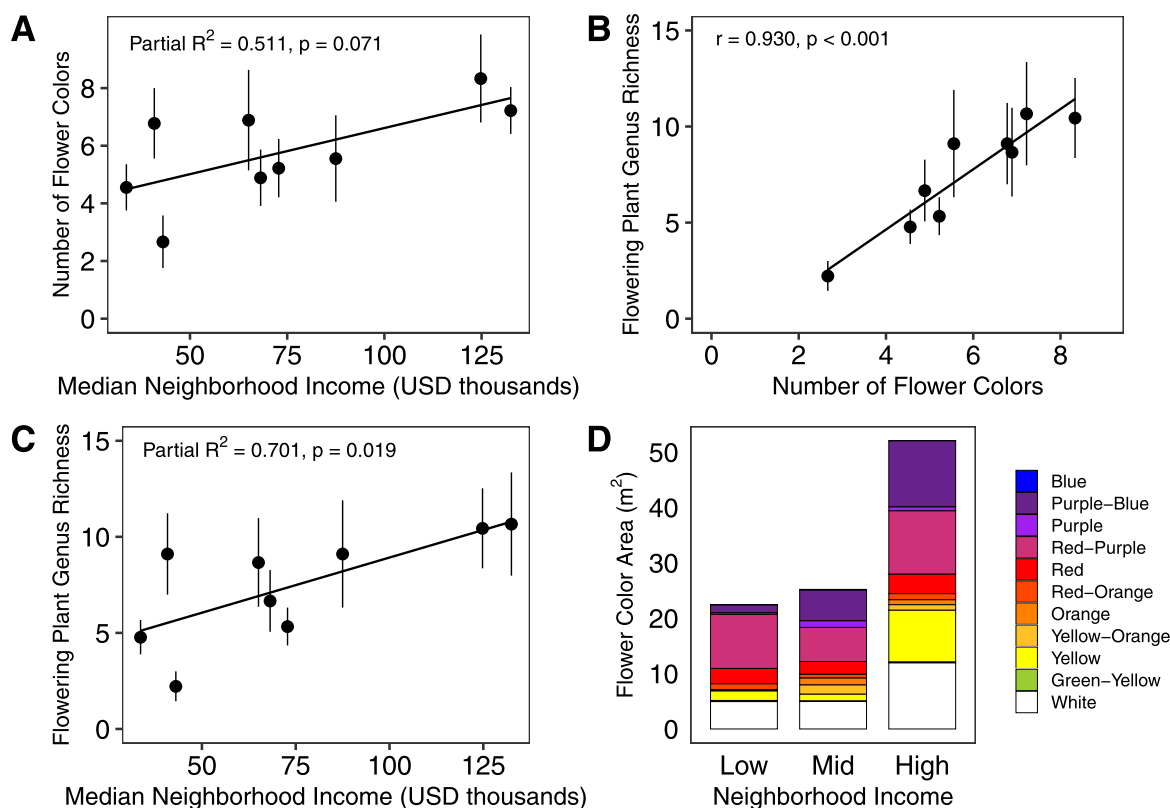 A
Partial R² = 0.511, p = 0.071
Number of Flower Colors
8
6
4
2
0
50 75 100 125
Median Neighborhood Income (USD thousands)
B
r = 0.930, p < 0.001
Flowering Plant Genus Richness
15
10
5
0
0 2 4 6 8
Number of Flower Colors
C
Partial R² = 0.701, p = 0.019
Flowering Plant Genus Richness
15
10
5
0
50 75 100 125
Median Neighborhood Income (USD thousands)
D
Flower Color Area (m²)
50
40
30
20
10
0
Low Mid High
Neighborhood Income
Blue
Purple−Blue
Purple
Red−Purple
Red
Red−Orange
Orange
Yellow−Orange
Yellow
Green−Yellow
White